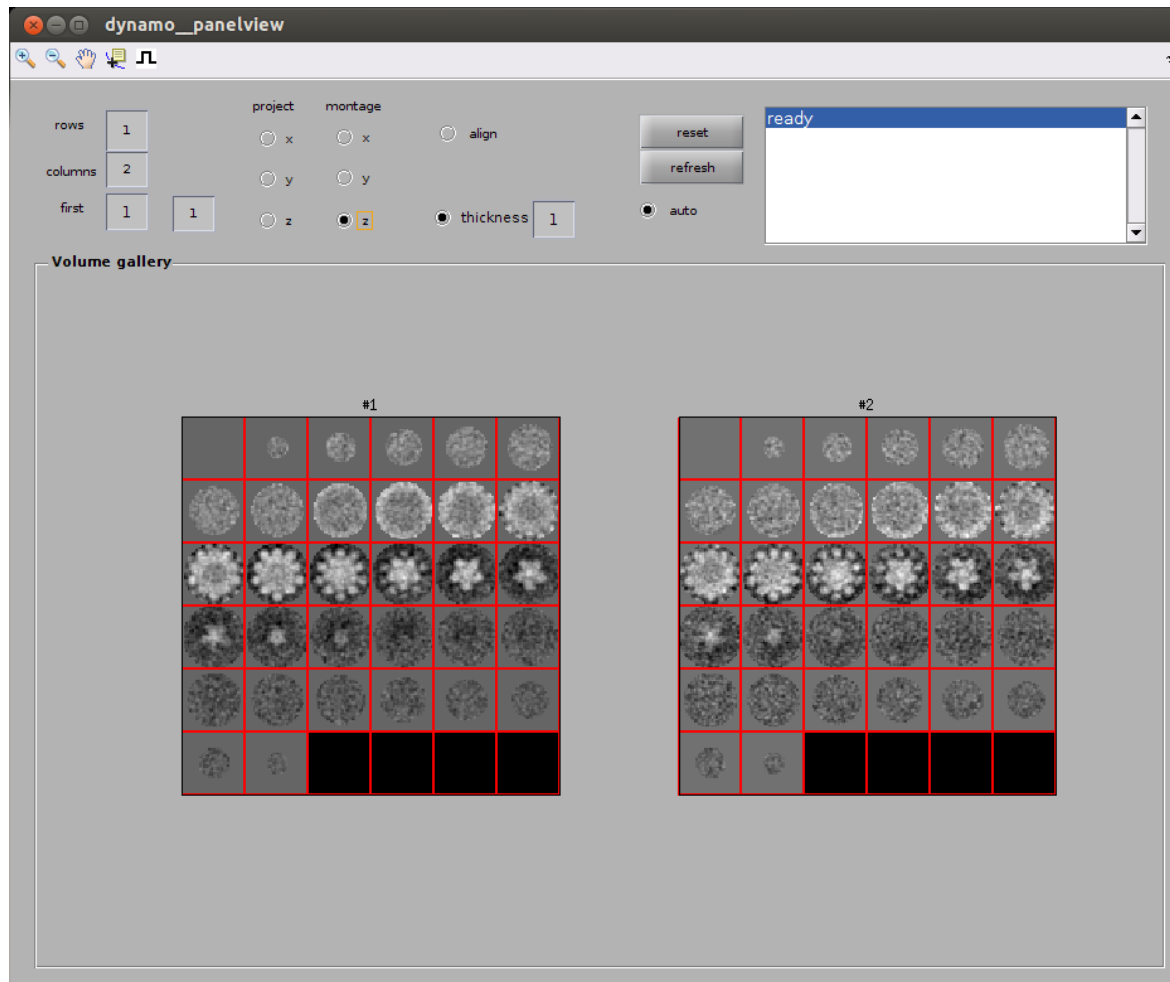 dynamo__panelview
project montage
rows 1 x x align reset ready
columns 2 y y refresh
first 1 1 z z thickness 1 auto
Volume gallery
#1 #2